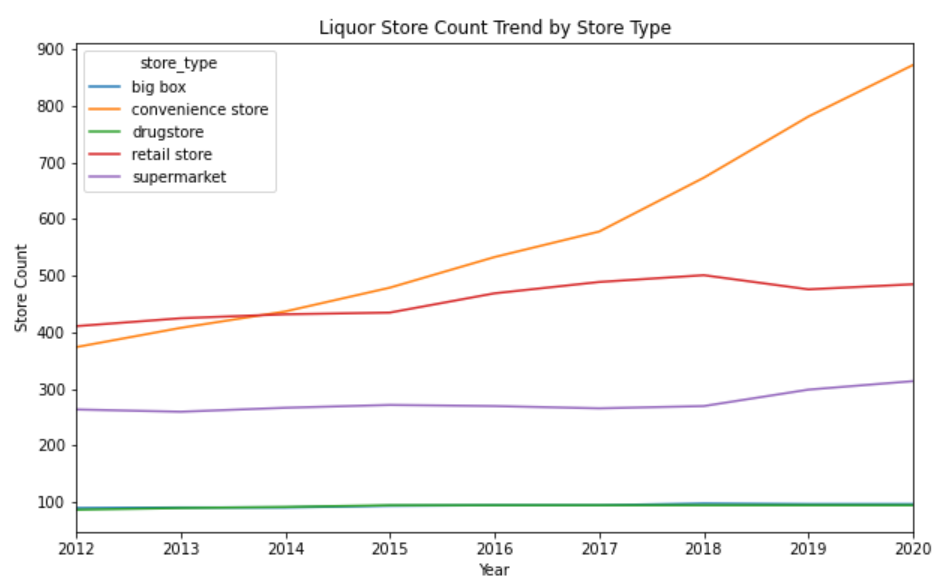 Liquor Store Count Trend by Store Type
900
800
700
600
500
400
300
200
100
Store Count
store_type
big box
convenience store
drugstore
retail store
supermarket
2012 2013 2014 2015 2016 2017 2018 2019 2020
Year